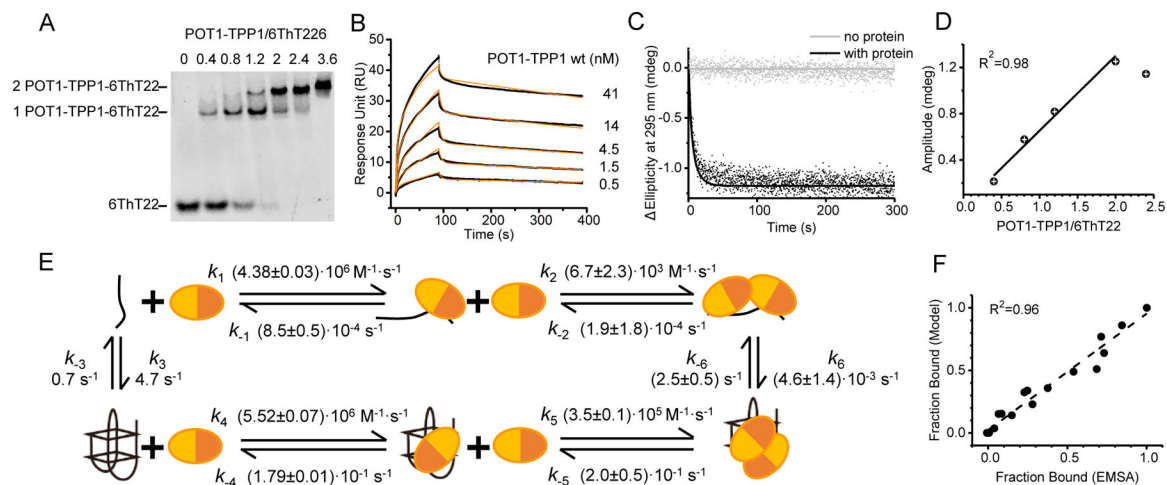 A
POT1-TPP1/6ThT226
0 0.4 0.8 1.2 2 2.4 3.6
2 POT1-TPP1-6ThT22
1 POT1-TPP1-6ThT22
6ThT22
B
POT1-TPP1 wt (nM)
41
14
4.5
1.5
0.5
Response Unit (RU)
50
40
30
20
10
0
0 100 200 300 400
Time (s)
C
no protein
with protein
ΔEllipticity at 295 nm (mdeg)
0.0
-0.5
-1.0
0 100 200 300
Time (s)
D
R²=0.98
Amplitude (mdeg)
1.2
0.8
0.4
0.0 0.5 1.0 1.5 2.0 2.5
POT1-TPP1/6ThT22
E
k₁ (4.38±0.03)·10⁶ M⁻¹·s⁻¹
k₋₁ (8.5±0.5)·10⁻⁴ s⁻¹
k₂ (6.7±2.3)·10³ M⁻¹·s⁻¹
k₋₂ (1.9±1.8)·10⁻⁴ s⁻¹
k₋₃ 0.7 s⁻¹
k₃ 4.7 s⁻¹
k₋₆ (2.5±0.5) s⁻¹
k₆ (4.6±1.4)·10⁻³ s⁻¹
k₄ (5.52±0.07)·10⁶ M⁻¹·s⁻¹
k₋₄ (1.79±0.01)·10⁻¹ s⁻¹
k₅ (3.5±0.1)·10⁵ M⁻¹·s⁻¹
k₋₅ (2.0±0.5)·10⁻¹ s⁻¹
F
R²=0.96
Fraction Bound (Model)
1.0
0.5
0.0
0.0 0.5 1.0
Fraction Bound (EMSA)